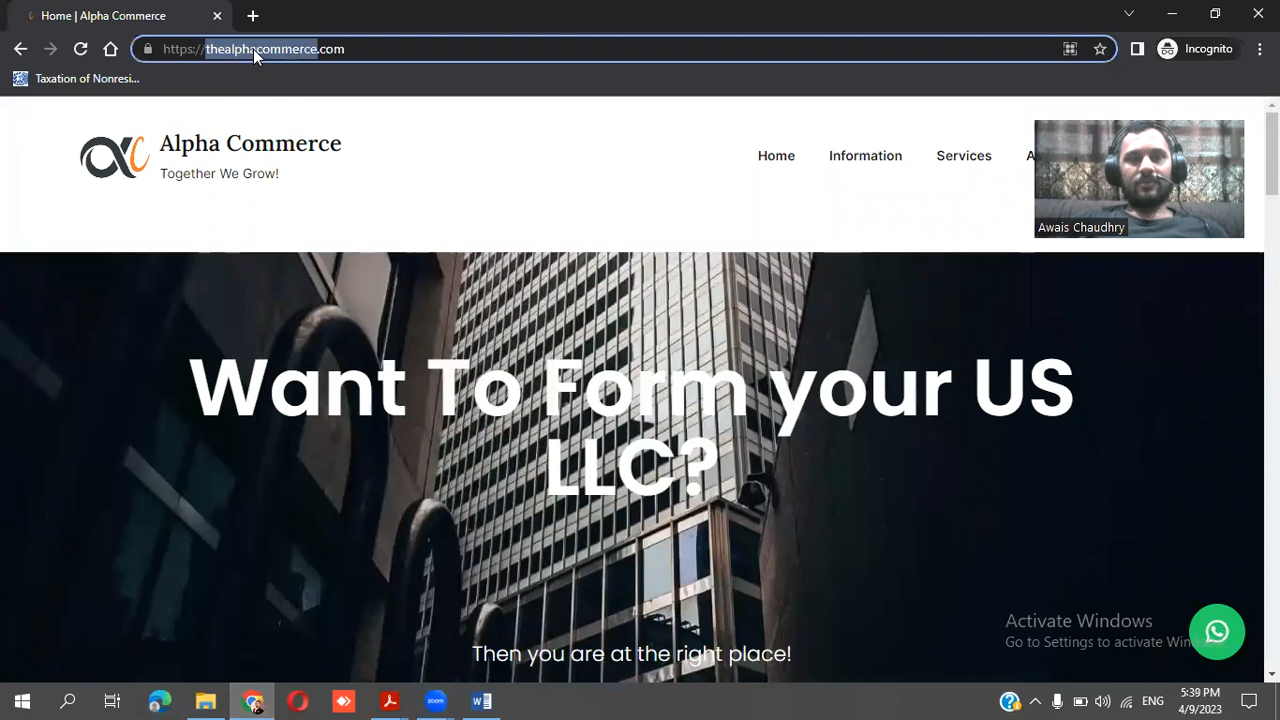 Home | Alpha Commerce
https://thealphacommerce.com
Incognito
Taxation of Nonresi...
Alpha Commerce
Together We Grow!
Home
Information
Services
A
Awais Chaudhry
Want To Form your US
LLC?
Then you are at the right place!
Activate Windows
Go to Settings to activate
zoom
ENG
5:39 PM
4/9/2023